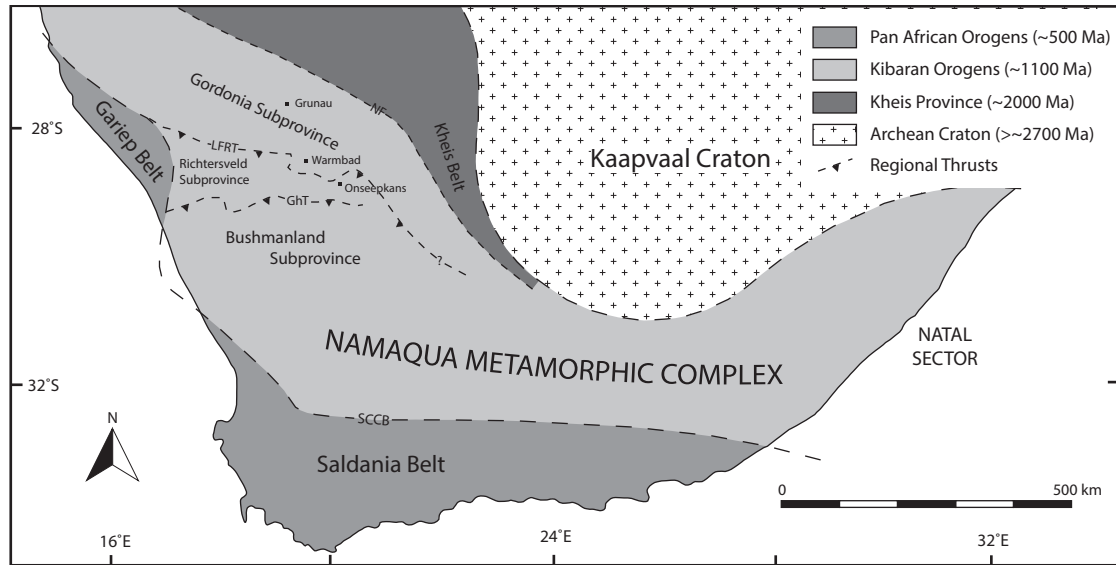 Pan African Orogens (~500 Ma)
Kibaran Orogens (~1100 Ma)
Kheis Province (~2000 Ma)
Archean Craton (>~2700 Ma)
Regional Thrusts
Gordonia Subprovince
Grunau
NF
Kheis Belt
Kaapvaal Craton
28°S
Gariep Belt
LFRT
Richtersveld
Subprovince
Warmbad
Onseepkans
GhT
Bushmanland
Subprovince
?
NAMAQUA METAMORPHIC COMPLEX
NATAL
SECTOR
32°S
SCCB
N
Saldania Belt
0
500 km
16°E
24°E
32°E